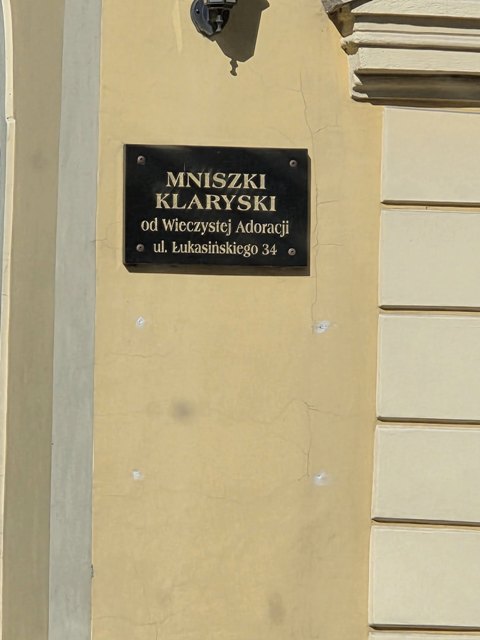 MNISZKI
KLARYSKI
od Wieczystej Adoracji
ul. Łukasińskiego 34